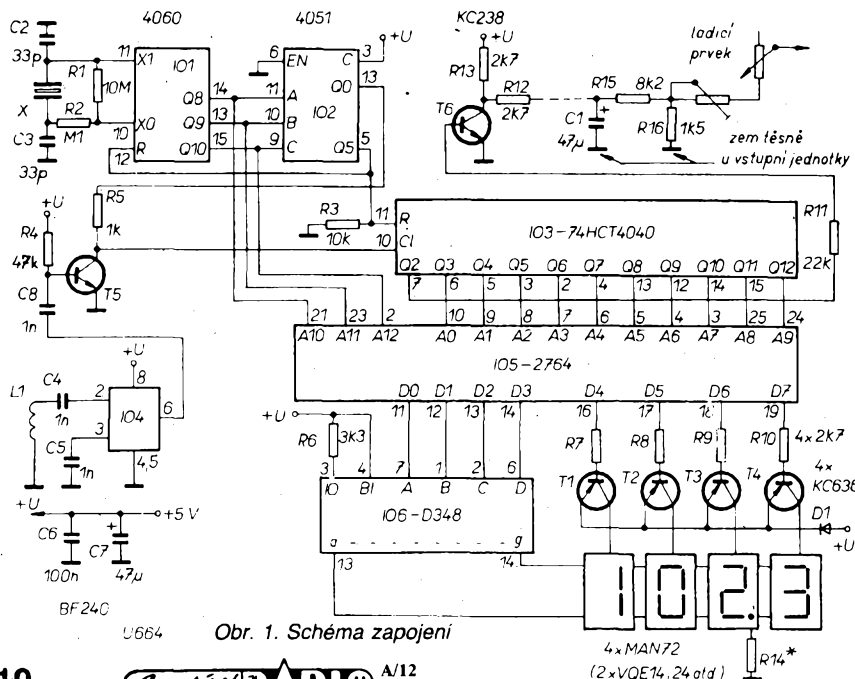 C2
33p
X
C3
33p
R1
10M
R2
M1
4060
X1
IO1
X0
R
11
10
12
Q8
Q9
Q10
14
13
15
4051
EN
IO2
A
B
C
6
11
10
9
C
Q0
Q5
3
13
5
+U
KC238
+U
R13
2K7
R12
2K7
T6
C1
+
47µ
R15
8k2
R16
1k5
ladicí
prvek
zem těsně
u vstupní jednotky
R5
1k
+U
R4
47k
C8
1n
T5
R3
10k
11
10
R
Cl
IO3-74HCT4040
R11
22k
Q2 Q3 Q4 Q5 Q6 Q7 Q8 Q9 Q10 Q11 Q12
7 6 5 3 2 4 13 12 14 15
21 23 2 10 9 8 7 6 5 4 3 25 24
A10 A11 A12 A0 A1 A2 A3 A4 A5 A6 A7 A8 A9
IO5-2764
D0 D1 D2 D3 D4 D5 D6 D7
11 12 13 14 16 17 18 19
L1
C4
1n
C5
1n
+U
8
2
3
IO4
6
4,5
+U
R6
3k3
R7
R8
R9
R10
4x2k7
T1
T2
T3
T4
4x
KC636
D1
+U
3 4 7 1 2 6
IO BI A B C D
IO6-D348
a g
13 14
+U
+5V
C6
100n
C7
+
47µ
BF240
U664
1 0 2. 3
4xMAN72
(2xVQE14,24 atd)
R14*
Obr. 1. Schéma zapojení
A/12